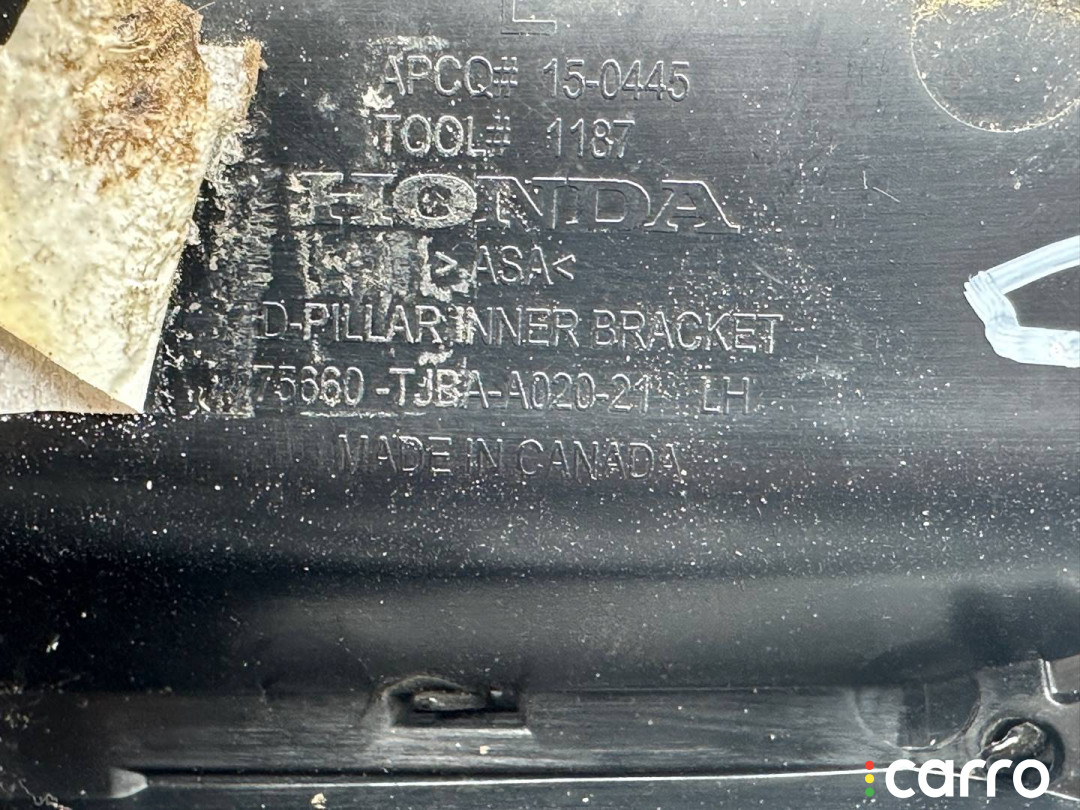 L
APCQ# 15-0445
TOOL# 1187
HONDA
>ASA<
D-PILLAR INNER BRACKET
75660-TJBA-A020-21 LH
MADE IN CANADA
carro